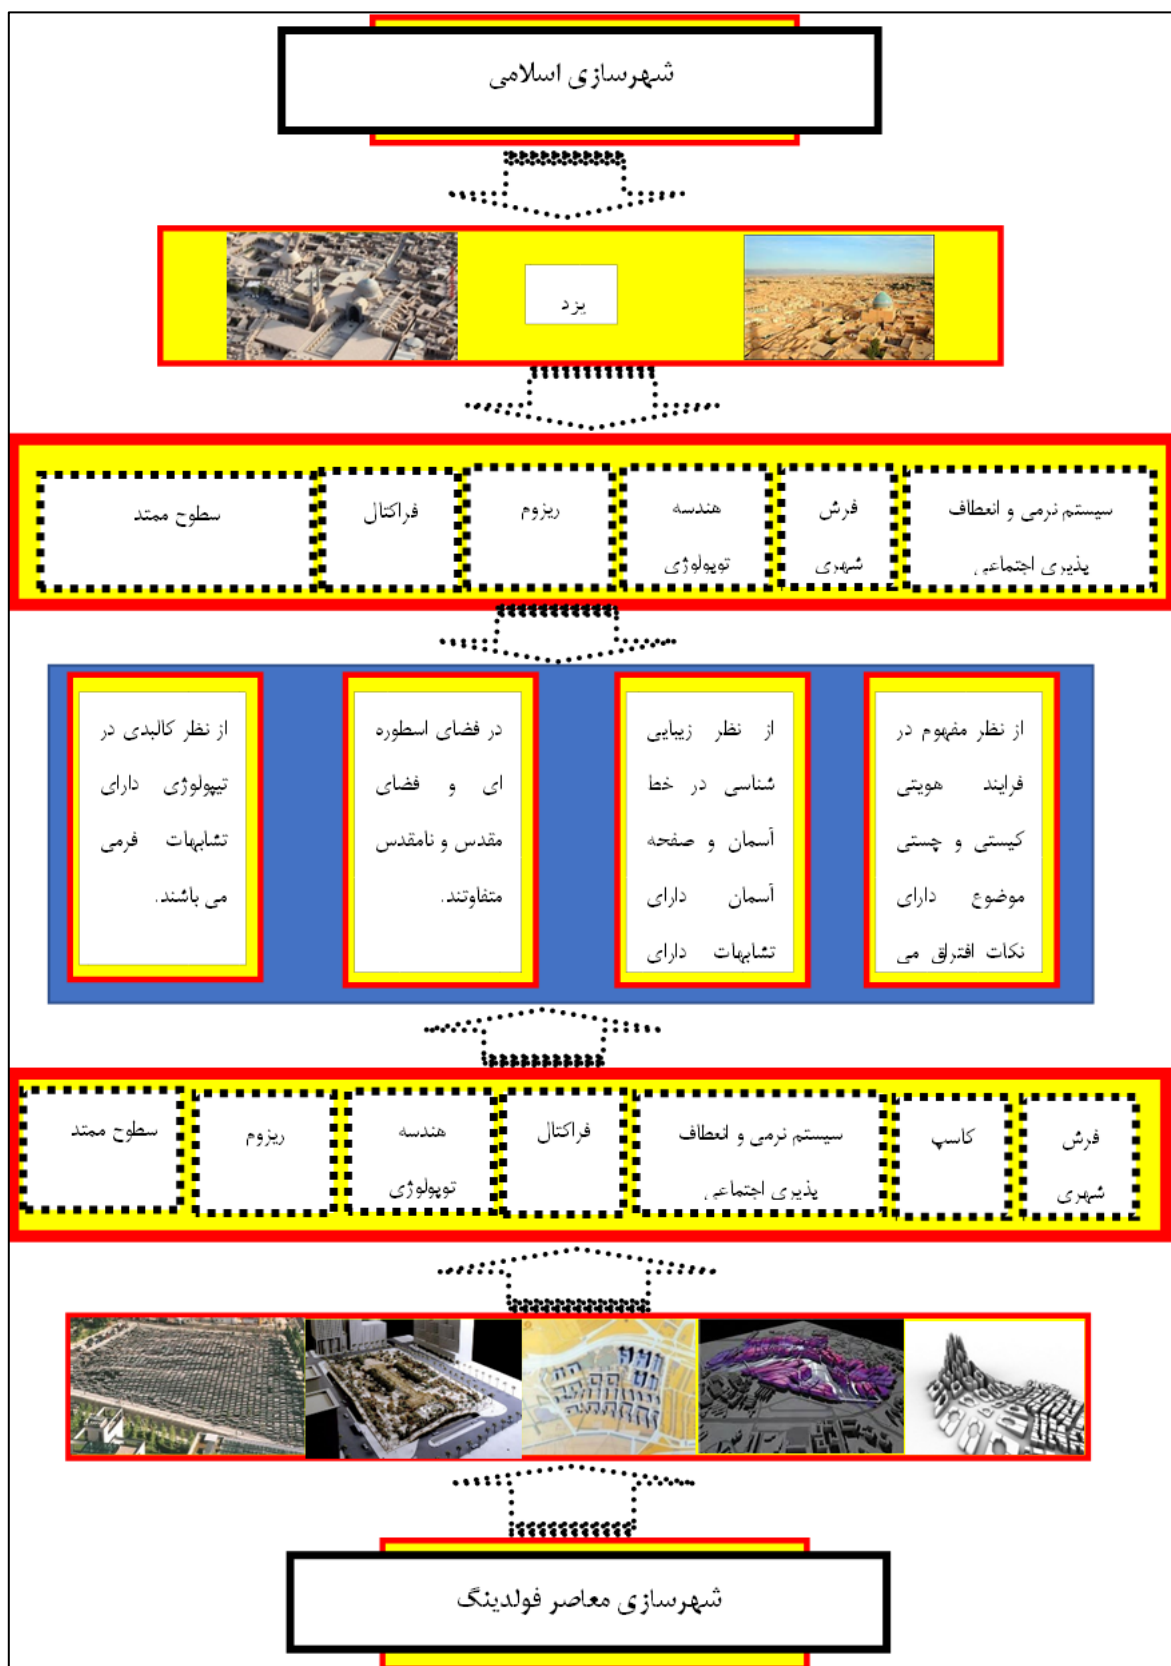 شهرسازی اسلامی
یزد
سیستم نرمی و انعطاف
پذیری اجتماعی
فرش
شهری
هندسه
توپولوژی
ریزوم
فراکتال
سطوح ممتد
از نظر مفهوم در
فرایند هویتی
کیستی و چستی
موضوع دارای
نکات افتراق می
از نظر زیبایی
شناسی در خط
آسمان و صفحه
آسمان دارای
تشابهات دارای
در فضای اسطوره
ای و فضای
مقدس و نامقدس
متفاوتند.
از نظر کالبدی در
تیپولوژی دارای
تشابهات فرمی
می باشند.
فرش
شهری
کاسپ
سیستم نرمی و انعطاف
پذیری اجتماعی
فراکتال
هندسه
توپولوژی
ریزوم
سطوح ممتد
شهرسازی معاصر فولدینگ